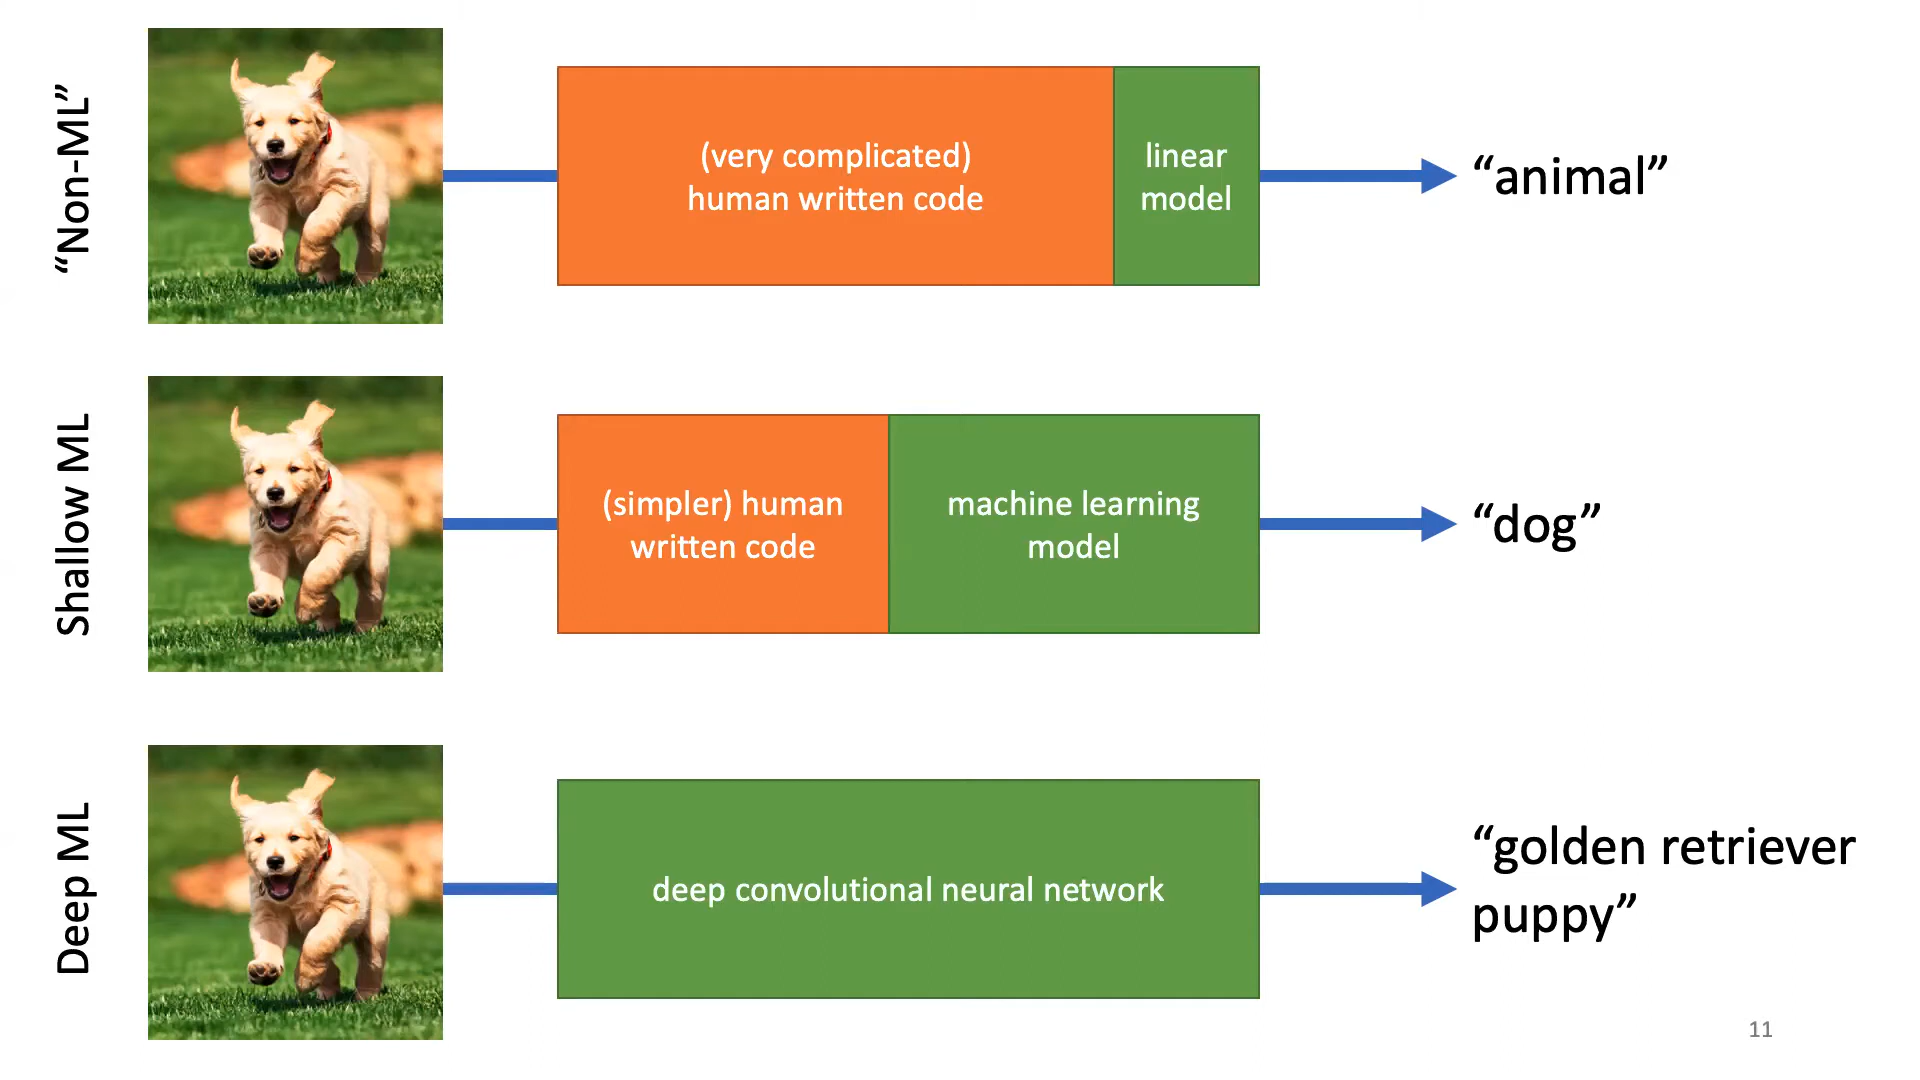 “Non-ML”
(very complicated)
human written code
linear
model
“animal”
Shallow ML
(simpler) human
written code
machine learning
model
“dog”
Deep ML
deep convolutional neural network
“golden retriever
puppy”
11